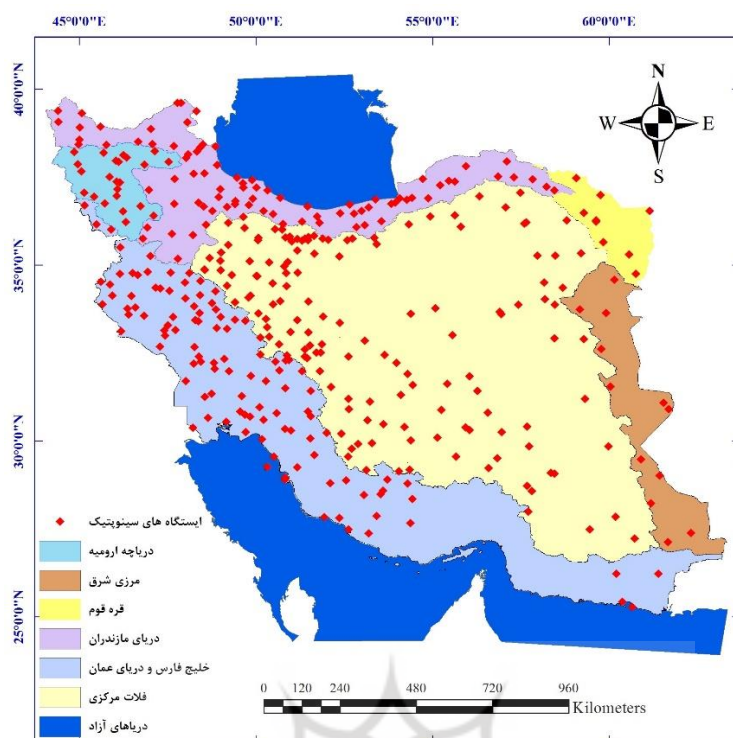 45°0'0"E 50°0'0"E 55°0'0"E 60°0'0"E
40°0'0"N
35°0'0"N
30°0'0"N
25°0'0"N
N
W E
S
ایستگاه های سینوپتیک
دریاچه ارومیه
مرزی شرق
قره قوم
دریای مازندران
خلیج فارس و دریای عمان
فلات مرکزی
دریاهای آزاد
0 120 240 480 720 960
Kilometers